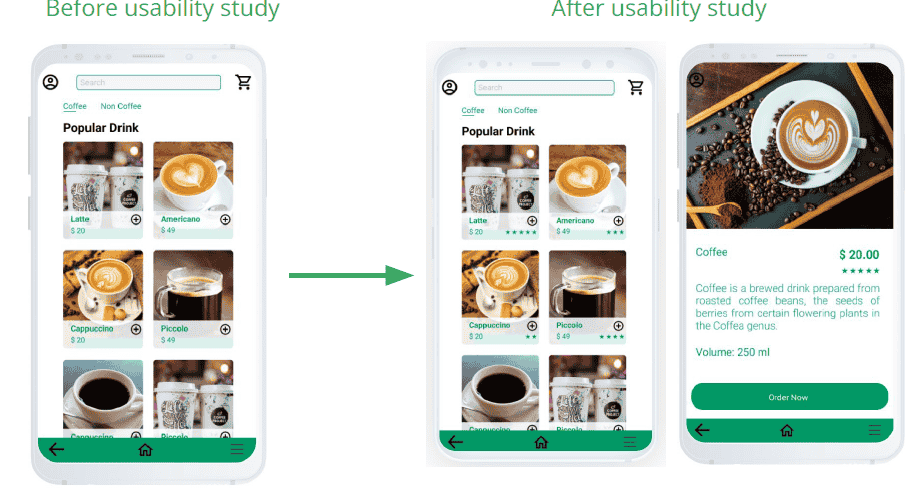 Before usability study
After usability study
Search
Coffee Non Coffee
Popular Drink
Latte
$ 20
Americano
$ 49
Cappuccino
$ 20
Piccolo
$ 49
Cappuccino
Piccolo
Search
Coffee Non Coffee
Popular Drink
Latte
$ 20 ★★★★★
Americano
$ 49 ★★★
Cappuccino
$ 20 ★★
Piccolo
$ 49 ★★★★
Cappuccino
Piccolo
Coffee
$ 20.00
★★★★★
Coffee is a brewed drink prepared from
roasted coffee beans, the seeds of
berries from certain flowering plants in
the Coffea genus.
Volume: 250 ml
Order Now